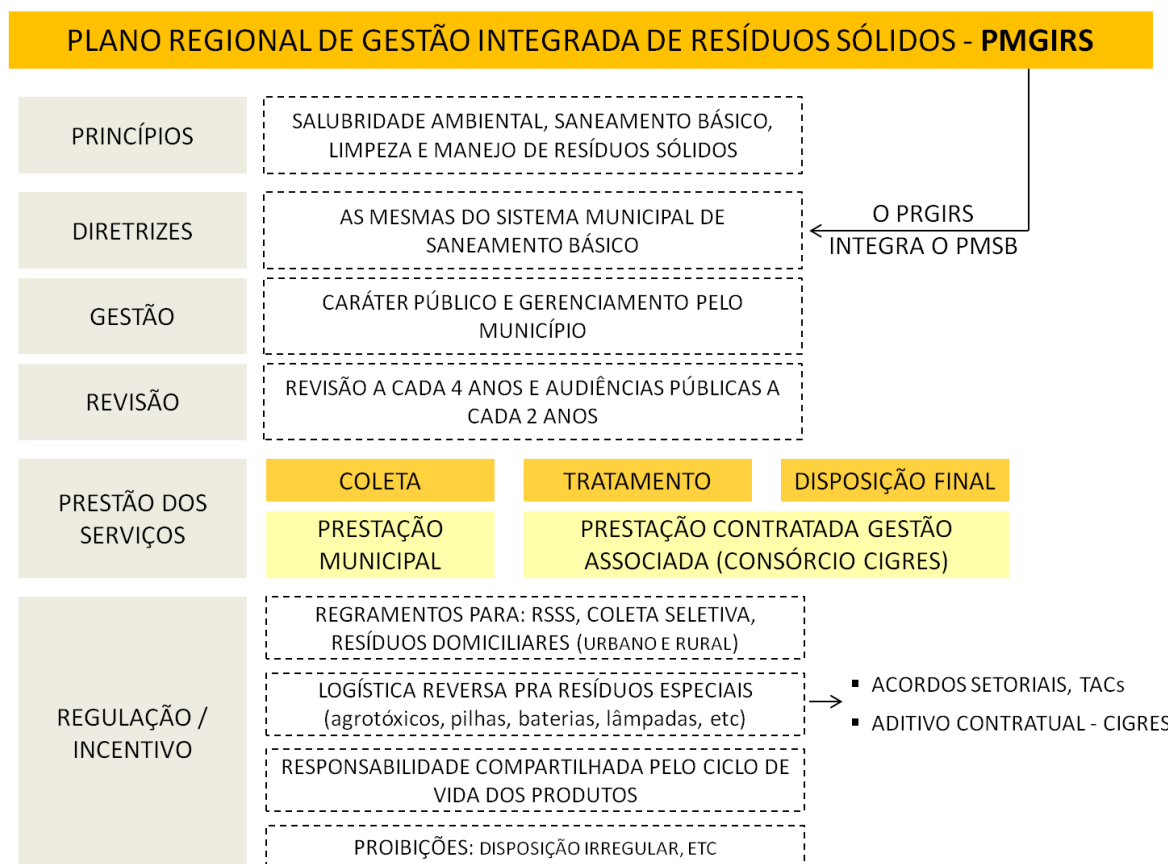 PLANO REGIONAL DE GESTÃO INTEGRADA DE RESÍDUOS SÓLIDOS - PMGIRS
PRINCÍPIOS
SALUBRIDADE AMBIENTAL, SANEAMENTO BÁSICO,
LIMPEZA E MANEJO DE RESÍDUOS SÓLIDOS
DIRETRIZES
AS MESMAS DO SISTEMA MUNICIPAL DE
SANEAMENTO BÁSICO
O PRGIRS
INTEGRA O PMSB
GESTÃO
CARÁTER PÚBLICO E GERENCIAMENTO PELO
MUNICÍPIO
REVISÃO
REVISÃO A CADA 4 ANOS E AUDIÊNCIAS PÚBLICAS A
CADA 2 ANOS
PRESTÃO DOS
SERVIÇOS
COLETA
TRATAMENTO
DISPOSIÇÃO FINAL
PRESTAÇÃO
MUNICIPAL
PRESTAÇÃO CONTRATADA GESTÃO
ASSOCIADA (CONSÓRCIO CIGRES)
REGULAÇÃO /
INCENTIVO
REGRAMENTOS PARA: RSSS, COLETA SELETIVA,
RESÍDUOS DOMICILIARES (URBANO E RURAL)
LOGÍSTICA REVERSA PRA RESÍDUOS ESPECIAIS
(agrotóxicos, pilhas, baterias, lâmpadas, etc)
▪ ACORDOS SETORIAIS, TACs
▪ ADITIVO CONTRATUAL - CIGRES
RESPONSABILIDADE COMPARTILHADA PELO CICLO DE
VIDA DOS PRODUTOS
PROIBIÇÕES: DISPOSIÇÃO IRREGULAR, ETC